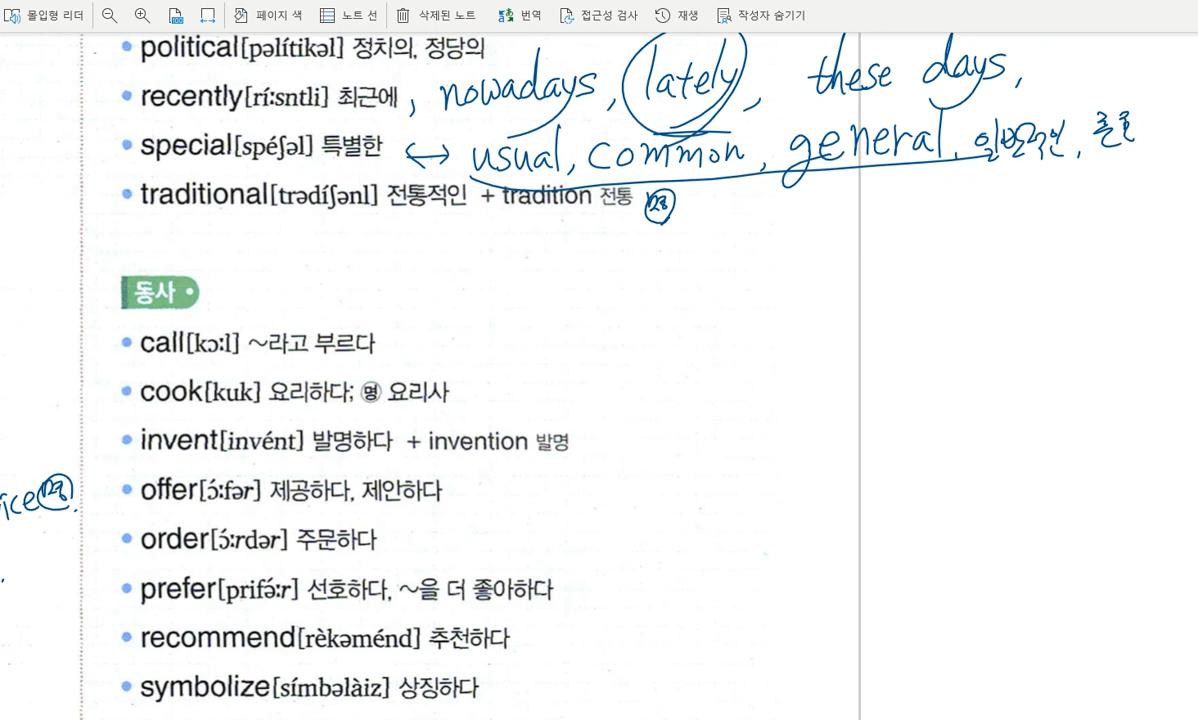 몰입형 리더 페이지 색 노트 선 삭제된 노트 번역 접근성 검사 재생 작성자 숨기기
political[pəlítikəl] 정치의, 정당의
recently[ríːsntli] 최근에, nowadays, lately, these days,
special[spéʃəl] 특별한 ↔ usual, common, general. 일반적인,
traditional[trədíʃənl] 전통적인 + tradition 전통 명
동사
call[kɔːl] ~라고 부르다
cook[kuk] 요리하다; 명 요리사
invent[invént] 발명하다 + invention 발명
ice 명.
offer[ɔ́ːfər] 제공하다, 제안하다
order[ɔ́ːrdər] 주문하다
prefer[prifə́ːr] 선호하다, ~을 더 좋아하다
recommend[rèkəménd] 추천하다
symbolize[símbəlàiz] 상징하다